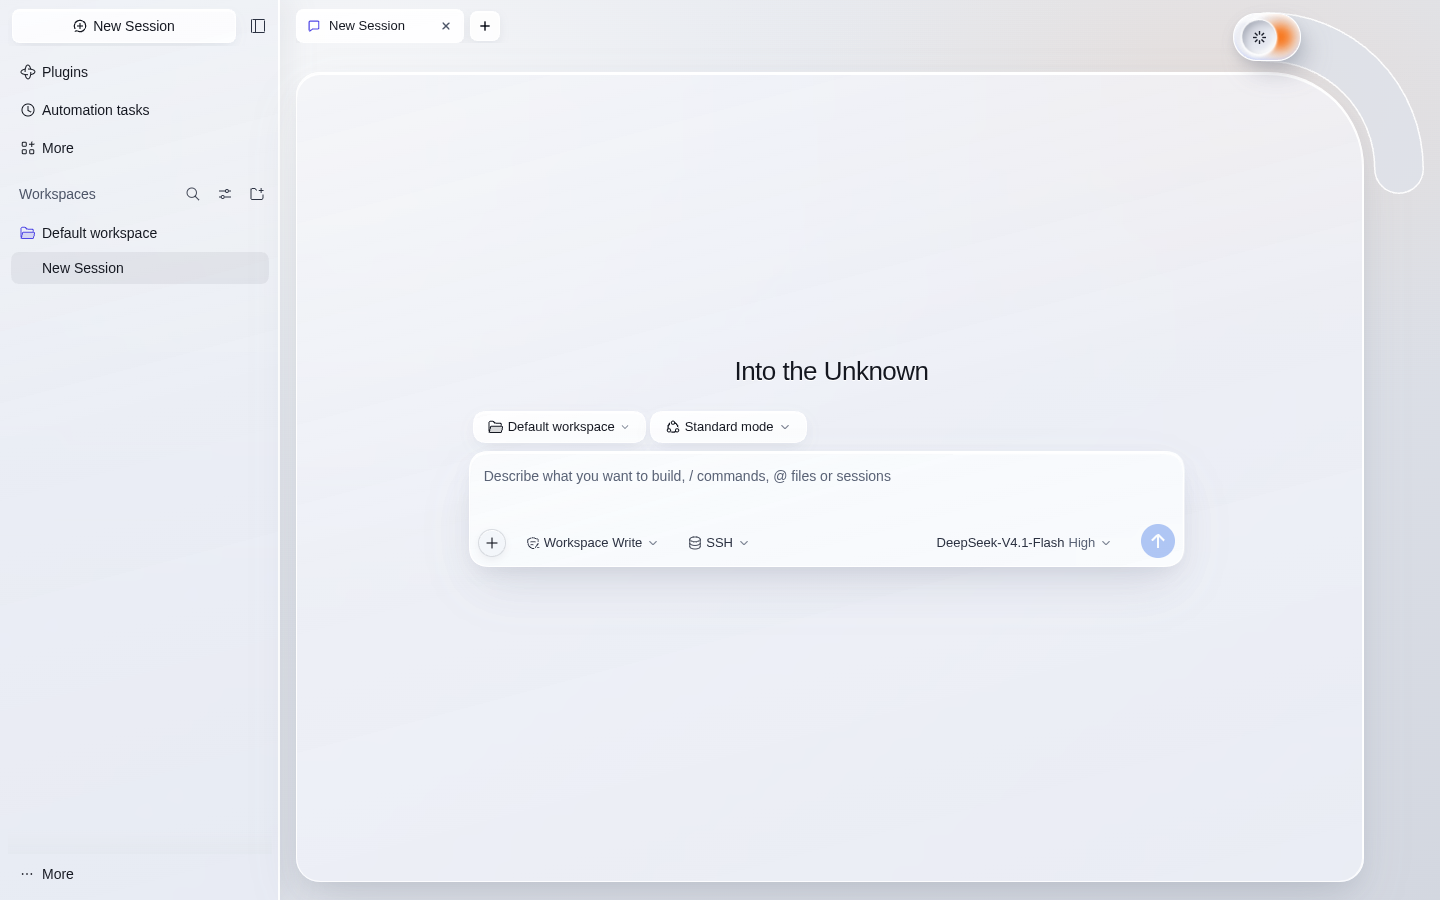 New Session
Plugins
Automation tasks
More
Workspaces
Default workspace
New Session
More
New Session
Into the Unknown
Default workspace
Standard mode
Describe what you want to build, / commands, @ files or sessions
Workspace Write
SSH
DeepSeek-V4.1-Flash High